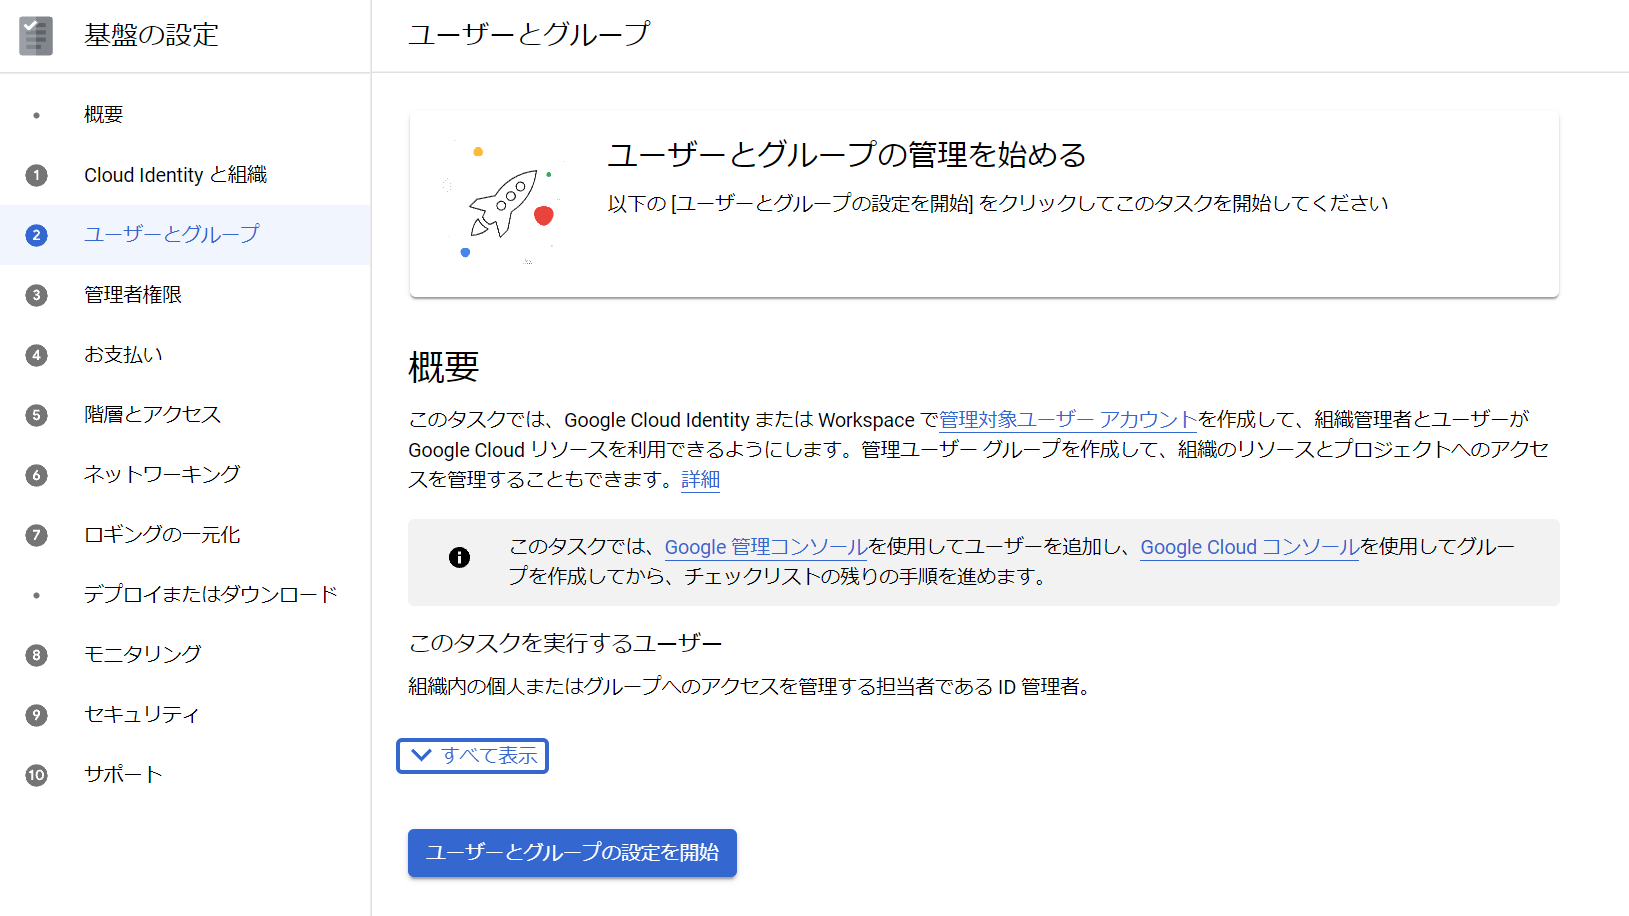 基盤の設定
概要
1 Cloud Identity と組織
2 ユーザーとグループ
3 管理者権限
4 お支払い
5 階層とアクセス
6 ネットワーキング
7 ロギングの一元化
デプロイまたはダウンロード
8 モニタリング
9 セキュリティ
10 サポート
ユーザーとグループ
ユーザーとグループの管理を始める
以下の [ユーザーとグループの設定を開始] をクリックしてこのタスクを開始してください
概要
このタスクでは、Google Cloud Identity または Workspace で管理対象ユーザー アカウントを作成して、組織管理者とユーザーが
Google Cloud リソースを利用できるようにします。管理ユーザー グループを作成して、組織のリソースとプロジェクトへのアクセ
スを管理することもできます。詳細
このタスクでは、Google 管理コンソールを使用してユーザーを追加し、Google Cloud コンソールを使用してグルー
プを作成してから、チェックリストの残りの手順を進めます。
このタスクを実行するユーザー
組織内の個人またはグループへのアクセスを管理する担当者である ID 管理者。
すべて表示
ユーザーとグループの設定を開始